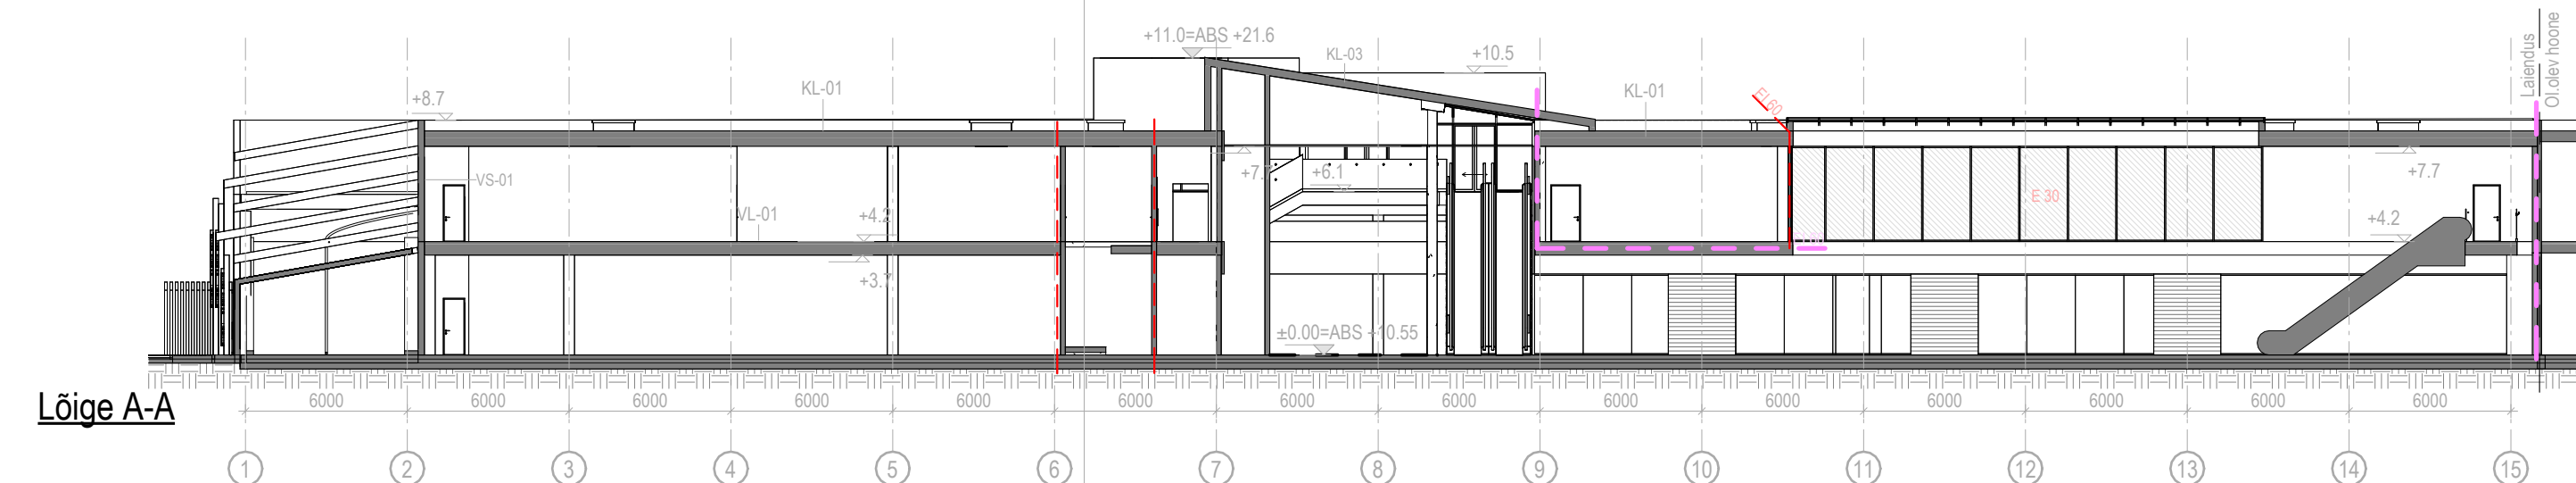 +11.0=ABS +21.6
KL-03
+10.5
Laiendus
Ol.olev hoone
+8.7
KL-01
KL-01
EI 60
VS-01
VL-01
+4.2
+3.7
+7.7
+6.1
E 30
+7.7
+4.2
±0.00=ABS +10.55
Lõige A-A
6000 6000 6000 6000 6000 6000 6000 6000 6000 6000 6000 6000 6000 6000
1 2 3 4 5 6 7 8 9 10 11 12 13 14 15